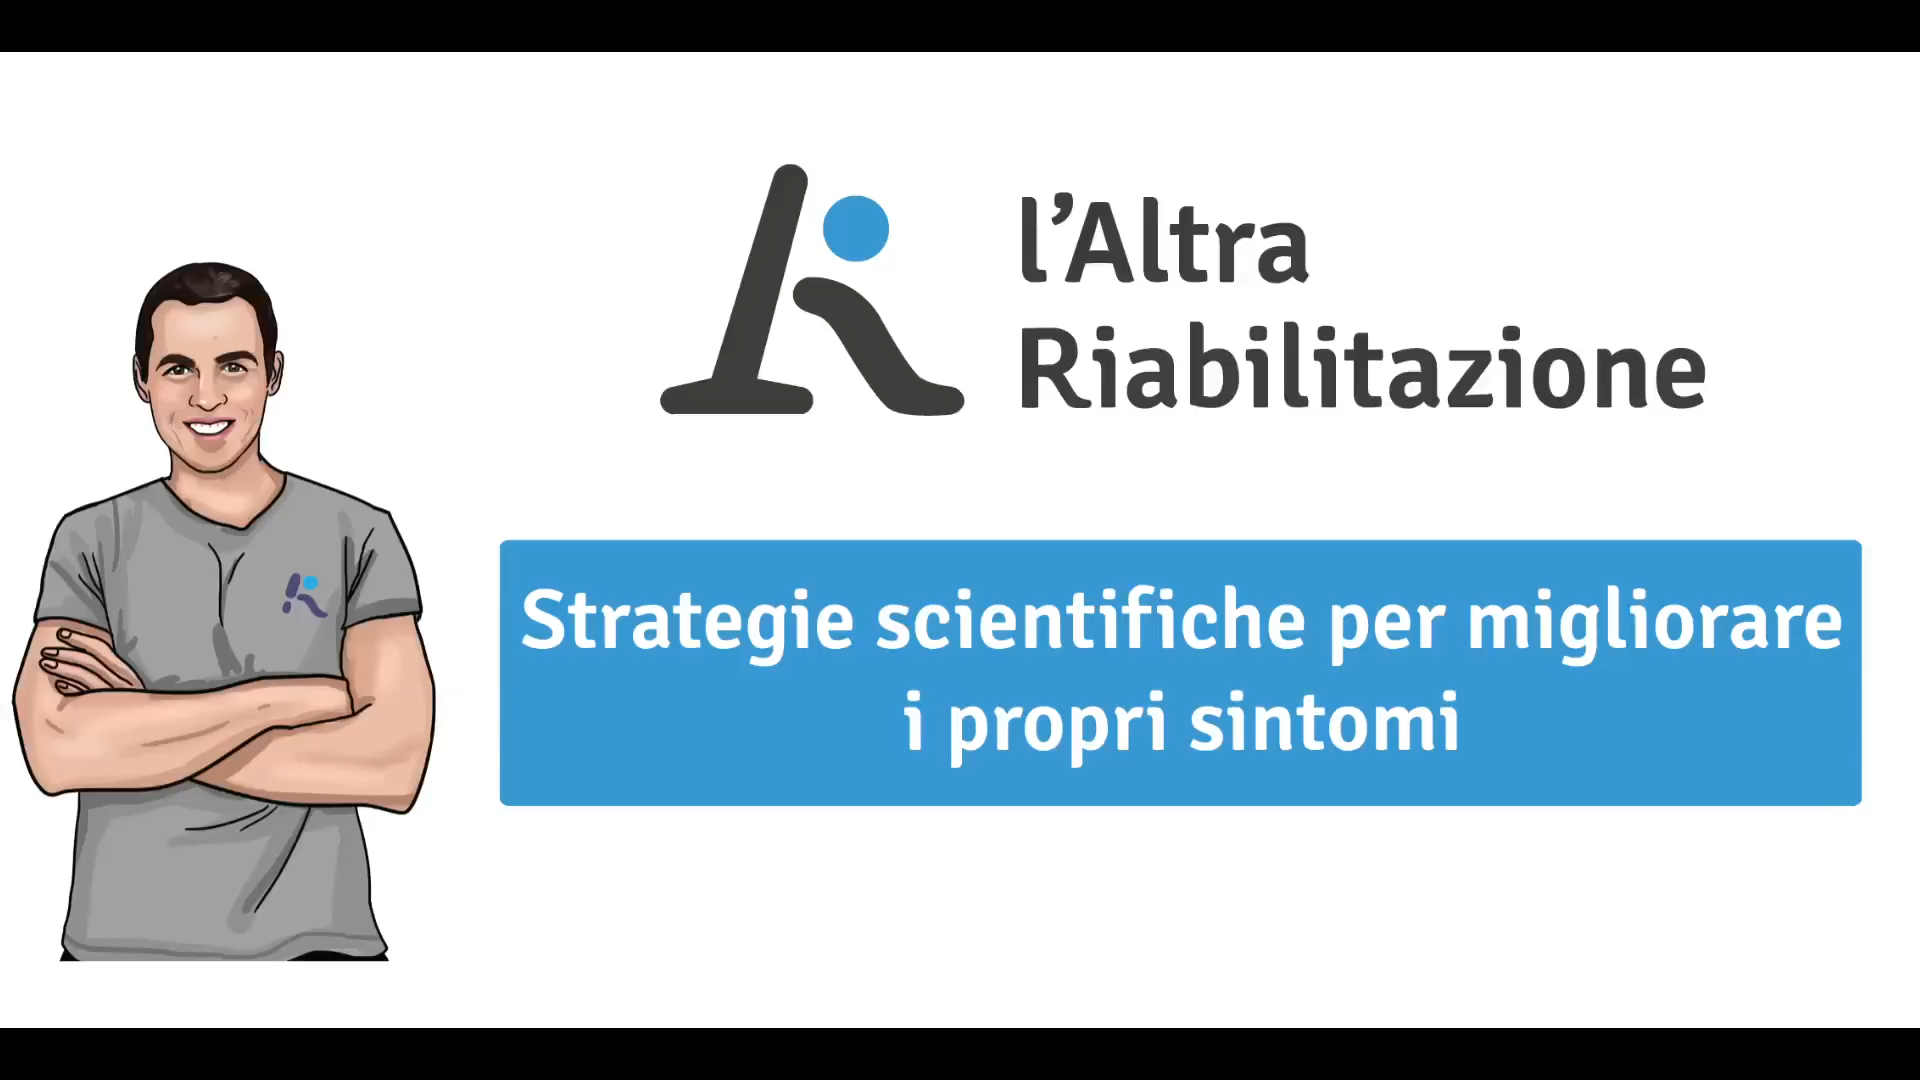 l’Altra
Riabilitazione
Strategie scientifiche per migliorare
i propri sintomi